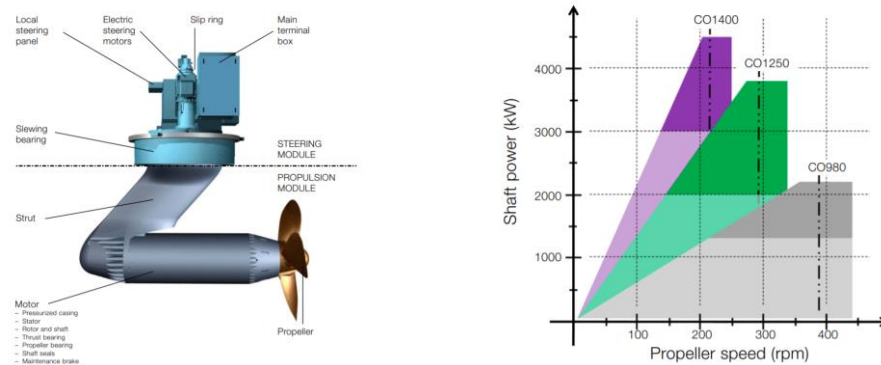 Local
steering
panel
Electric
steering
motors
Slip ring
Main
terminal
box
Slewing
bearing
STEERING
MODULE
PROPULSION
MODULE
Strut
Motor
– Pressurized casing
– Stator
– Rotor and shaft
– Thrust bearing
– Propeller bearing
– Shaft seals
– Maintenance brake
Propeller
CO1400
CO1250
CO980
Shaft power (kW)
4000
3000
2000
1000
100
200
300
400
Propeller speed (rpm)